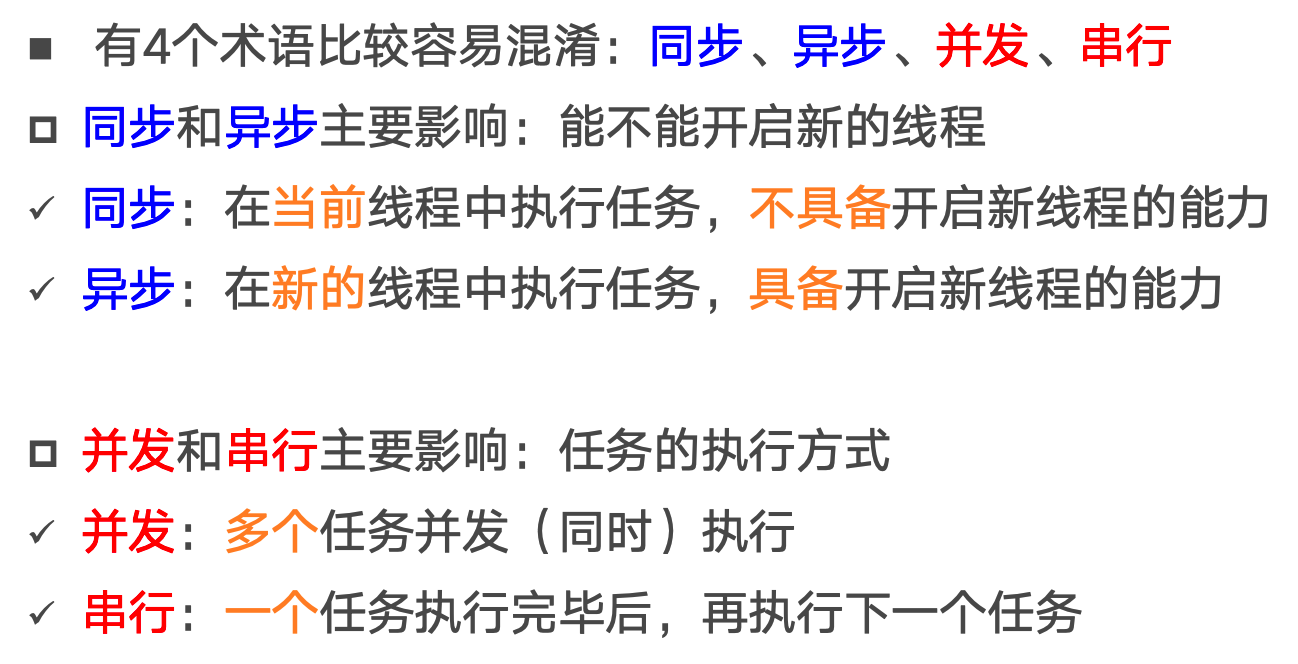 ■ 有4个术语比较容易混淆：同步、异步、并发、串行
□ 同步和异步主要影响：能不能开启新的线程
✓ 同步：在当前线程中执行任务，不具备开启新线程的能力
✓ 异步：在新的线程中执行任务，具备开启新线程的能力
□ 并发和串行主要影响：任务的执行方式
✓ 并发：多个任务并发（同时）执行
✓ 串行：一个任务执行完毕后，再执行下一个任务